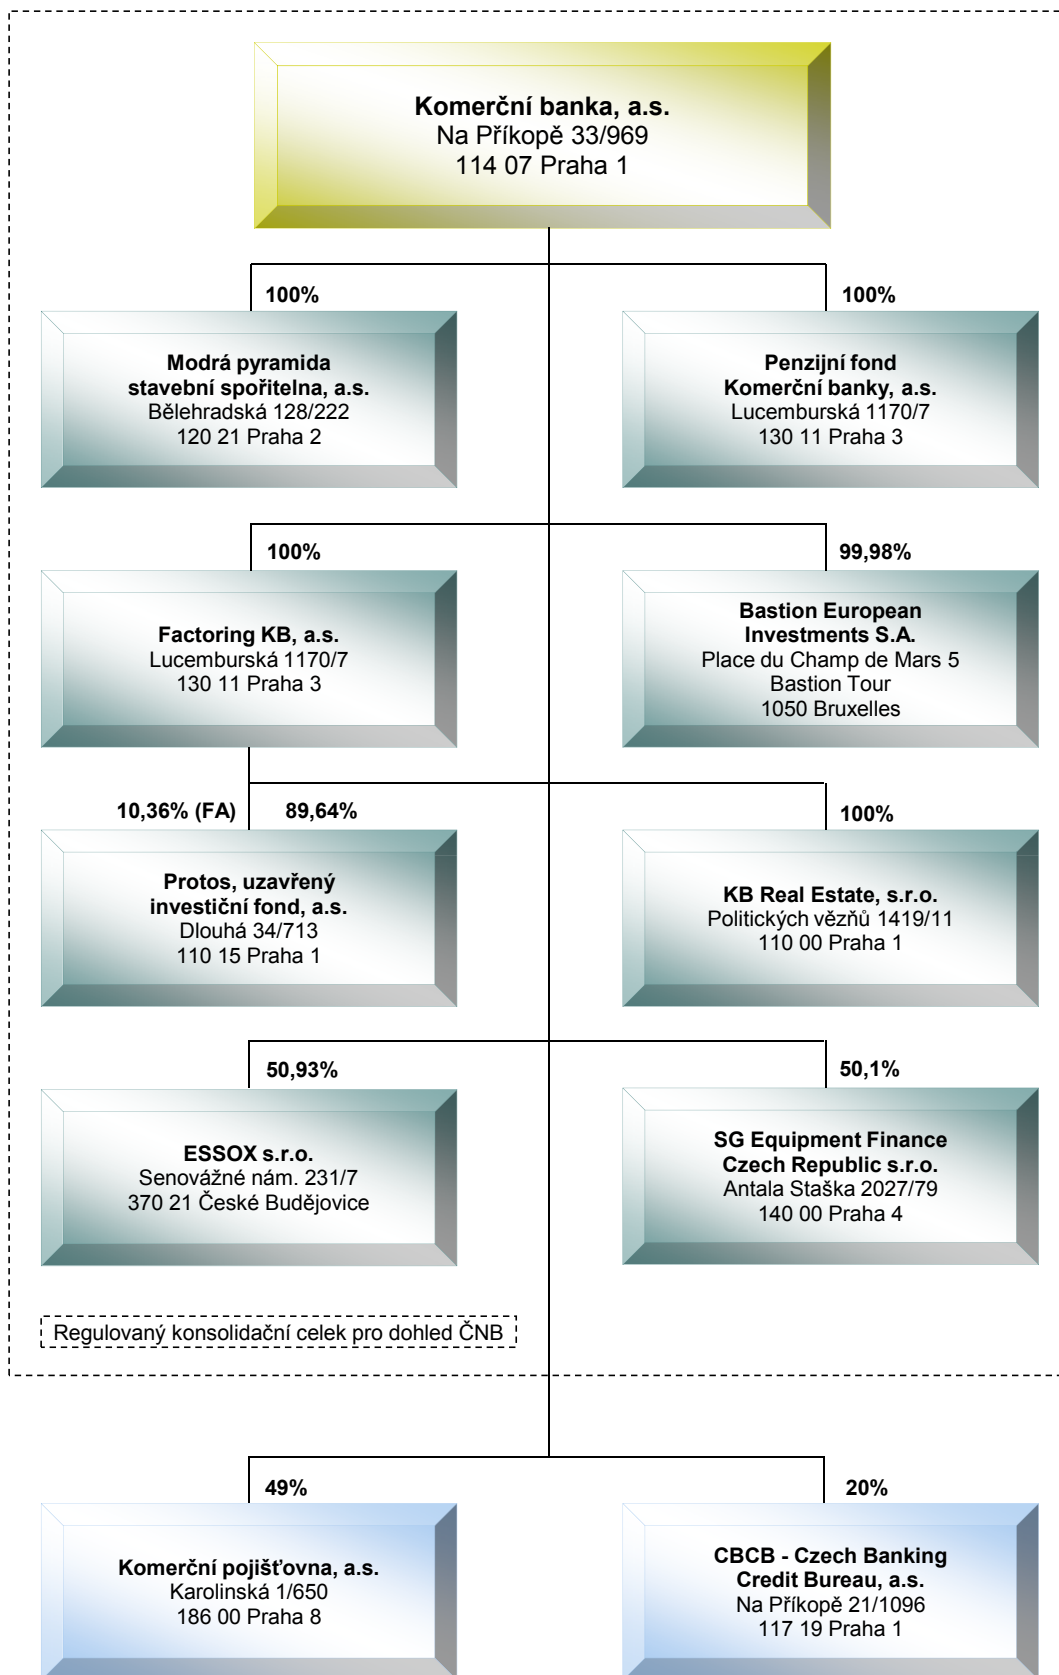 Komerční banka, a.s.
Na Příkopě 33/969
114 07 Praha 1
100%
Modrá pyramida
stavební spořitelna, a.s.
Bělehradská 128/222
120 21 Praha 2
100%
Penzijní fond
Komerční banky, a.s.
Lucemburská 1170/7
130 11 Praha 3
100%
Factoring KB, a.s.
Lucemburská 1170/7
130 11 Praha 3
99,98%
Bastion European
Investments S.A.
Place du Champ de Mars 5
Bastion Tour
1050 Bruxelles
10,36% (FA) 89,64%
Protos, uzavřený
investiční fond, a.s.
Dlouhá 34/713
110 15 Praha 1
100%
KB Real Estate, s.r.o.
Politických vězňů 1419/11
110 00 Praha 1
50,93%
ESSOX s.r.o.
Senovážné nám. 231/7
370 21 České Budějovice
50,1%
SG Equipment Finance
Czech Republic s.r.o.
Antala Staška 2027/79
140 00 Praha 4
Regulovaný konsolidační celek pro dohled ČNB
49%
Komerční pojišťovna, a.s.
Karolinská 1/650
186 00 Praha 8
20%
CBCB - Czech Banking
Credit Bureau, a.s.
Na Příkopě 21/1096
117 19 Praha 1